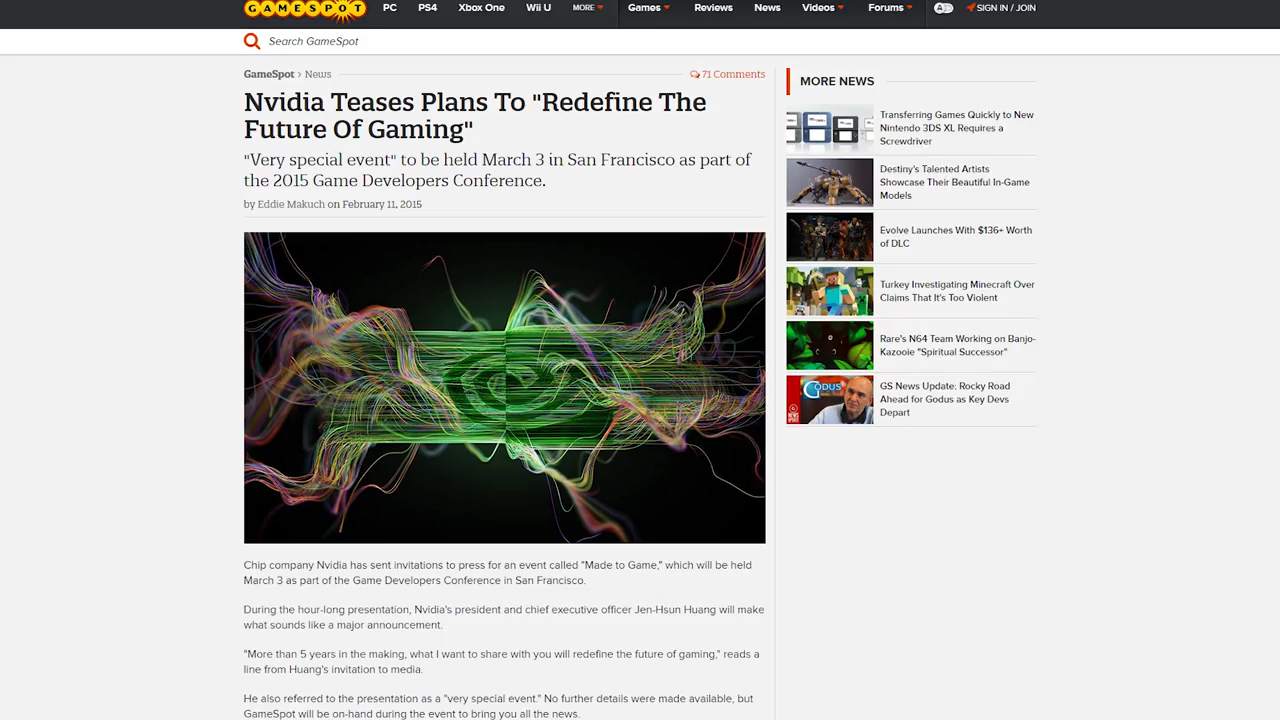 GAMESPOT
PC PS4 Xbox One Wii U MORE Games Reviews News Videos Forums SIGN IN / JOIN
Search GameSpot
GameSpot > News
71 Comments
Nvidia Teases Plans To "Redefine The
Future Of Gaming"
"Very special event" to be held March 3 in San Francisco as part of
the 2015 Game Developers Conference.
by Eddie Makuch on February 11, 2015
Chip company Nvidia has sent invitations to press for an event called "Made to Game," which will be held
March 3 as part of the Game Developers Conference in San Francisco.
During the hour-long presentation, Nvidia's president and chief executive officer Jen-Hsun Huang will make
what sounds like a major announcement.
"More than 5 years in the making, what I want to share with you will redefine the future of gaming," reads a
line from Huang's invitation to media.
He also referred to the presentation as a "very special event." No further details were made available, but
GameSpot will be on-hand during the event to bring you all the news.
MORE NEWS
Transferring Games Quickly to New
Nintendo 3DS XL Requires a
Screwdriver
Destiny's Talented Artists
Showcase Their Beautiful In-Game
Models
Evolve Launches With $136+ Worth
of DLC
Turkey Investigating Minecraft Over
Claims That It's Too Violent
Rare's N64 Team Working on Banjo-
Kazooie "Spiritual Successor"
GODUS
GS News Update: Rocky Road
Ahead for Godus as Key Devs
Depart